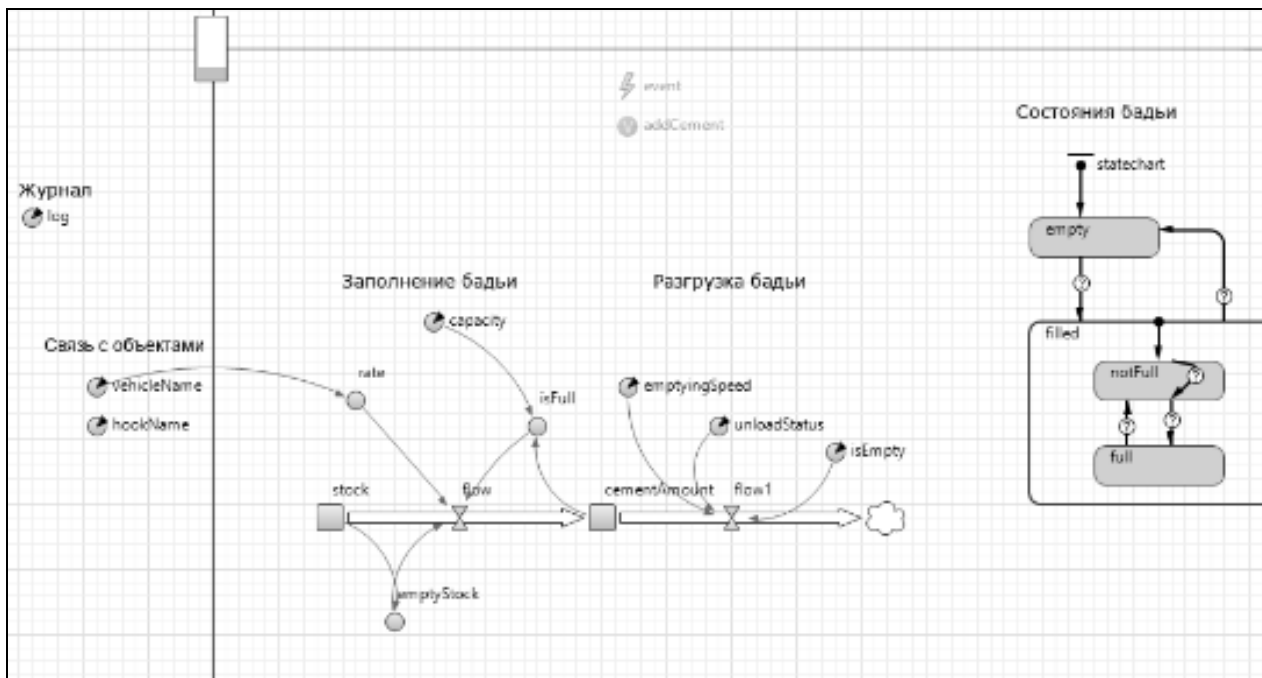 event
addCement
Состояния бадьи
statechart
Журнал
log
empty
Заполнение бадьи
Разгрузка бадьи
capacity
filled
Связь с объектами
vehicleName
rate
emptyingSpeed
notFull
?
hookName
isFull
unloadStatus
?
?
?
?
isEmpty
full
stock
flow
cementAmount
flow1
emptyStock